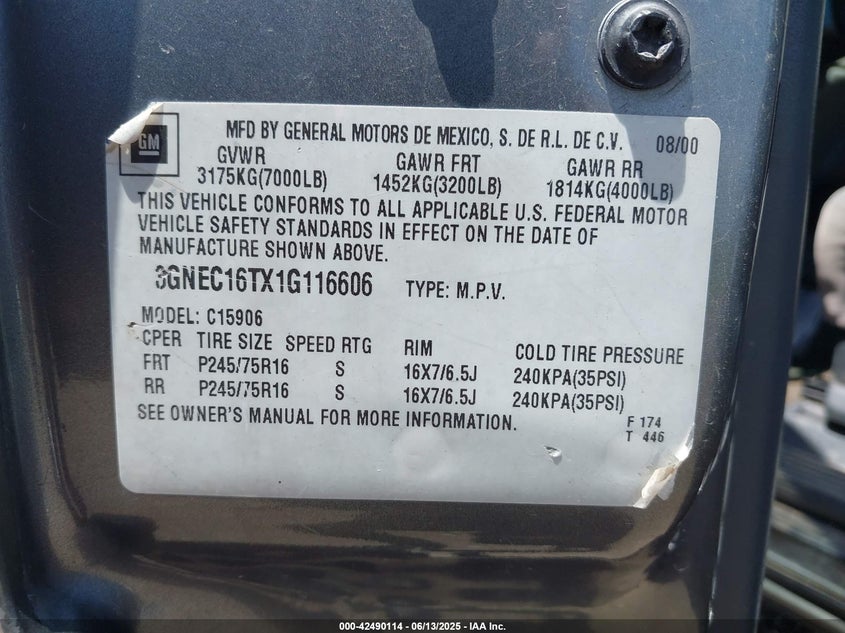 GM
MFD BY GENERAL MOTORS DE MEXICO, S. DE R.L. DE C.V. 08/00
GVWR GAWR FRT GAWR RR
3175KG(7000LB) 1452KG(3200LB) 1814KG(4000LB)
THIS VEHICLE CONFORMS TO ALL APPLICABLE U.S. FEDERAL MOTOR
VEHICLE SAFETY STANDARDS IN EFFECT ON THE DATE OF
MANUFACTURE SHOWN ABOVE.
3GNEC16TX1G116606 TYPE: M.P.V.
MODEL: C15906
CPER TIRE SIZE SPEED RTG RIM COLD TIRE PRESSURE
FRT P245/75R16 S 16X7/6.5J 240KPA(35PSI)
RR P245/75R16 S 16X7/6.5J 240KPA(35PSI)
SEE OWNER'S MANUAL FOR MORE INFORMATION.
F 174
T 446
000-42490114 - 06/13/2025 - IAA Inc.